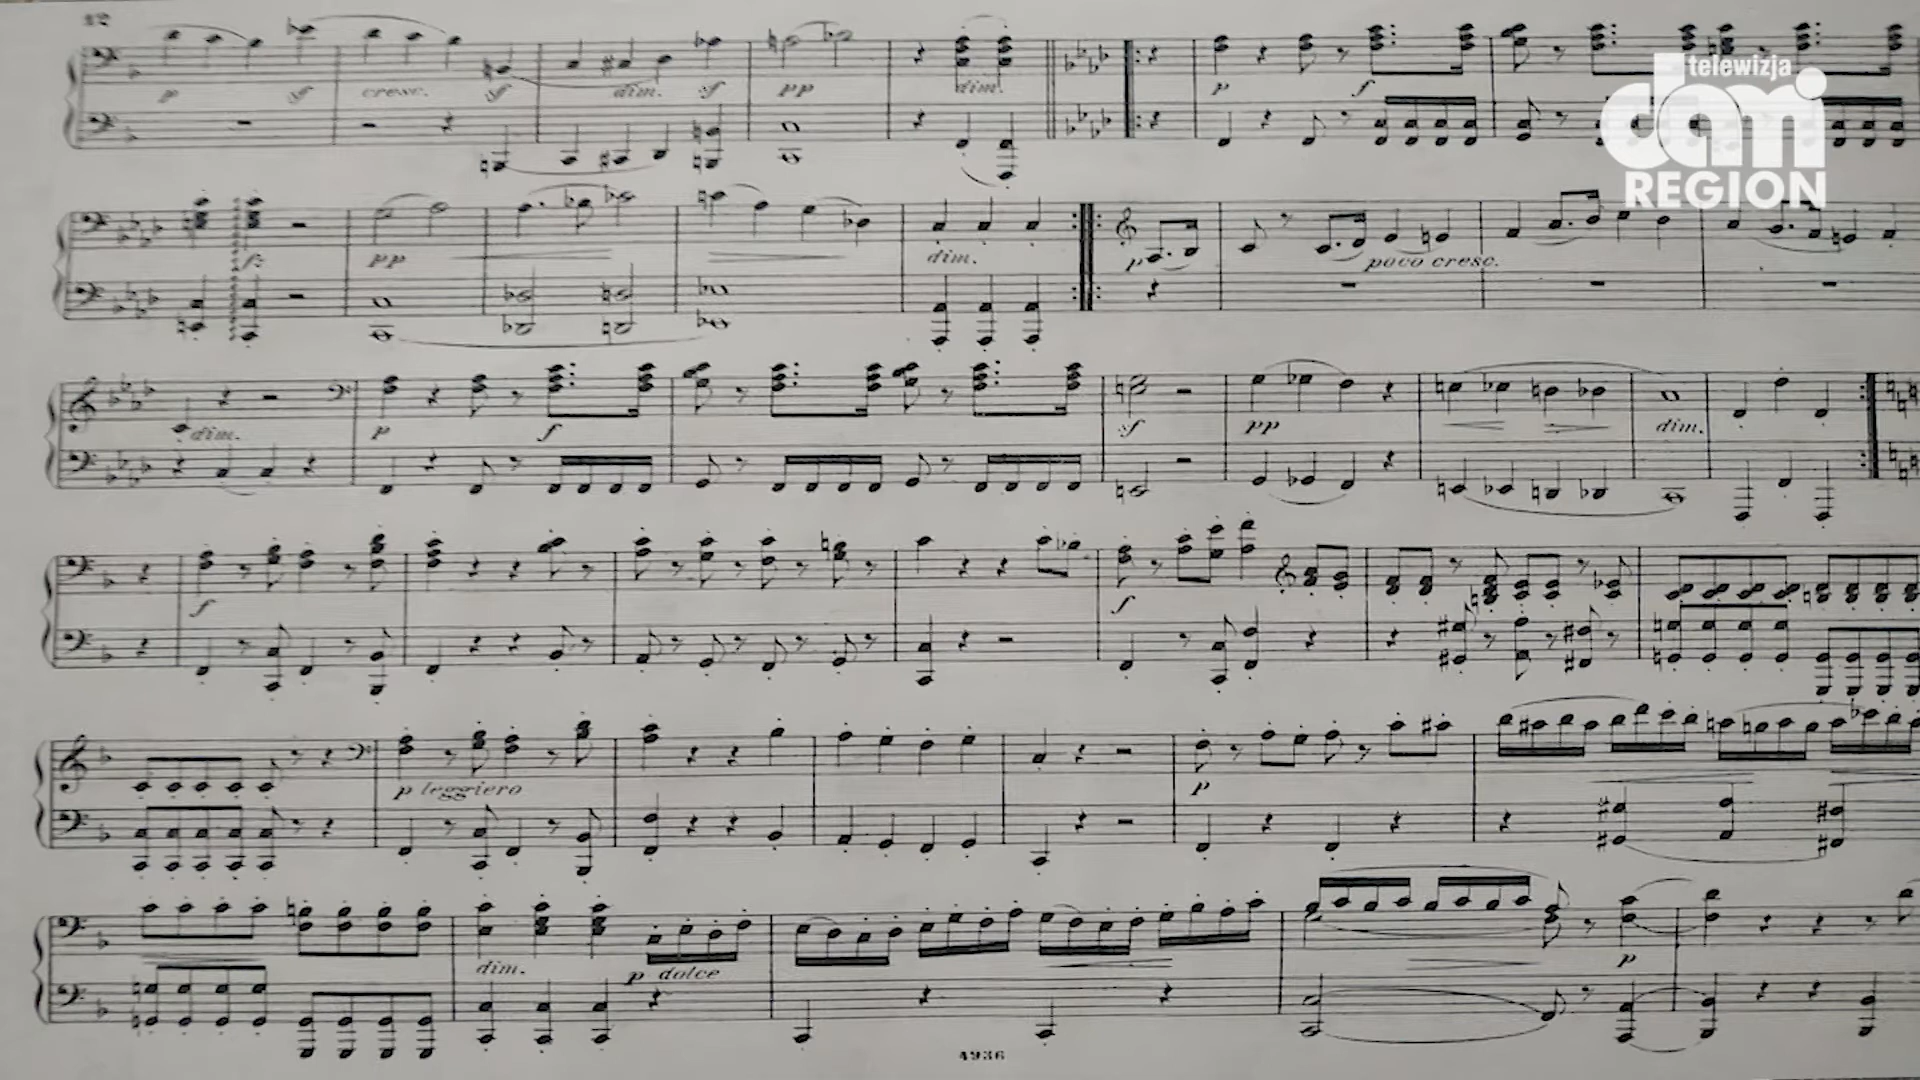 12
telewizja
dami
REGION
p sf cresc. sf dim. sf pp dim. p f
sf pp dim. p poco cresc.
dim. p f sf pp dim.
f f
p leggiero p
dim. p dolce p
4936